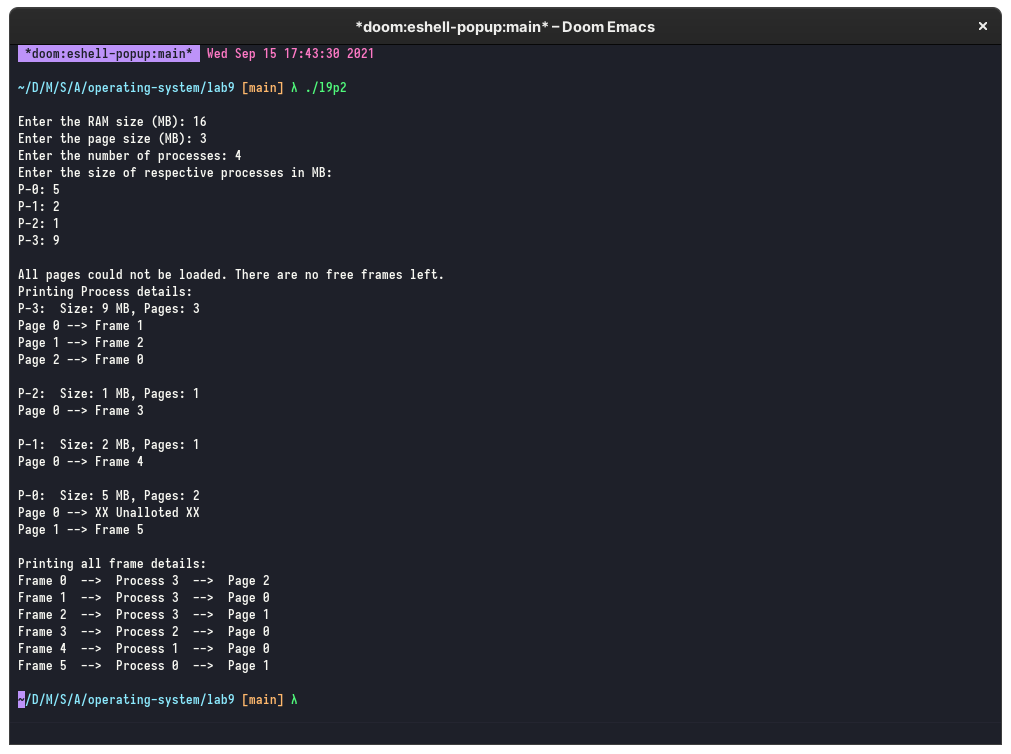 *doom:eshell-popup:main* – Doom Emacs ×
*doom:eshell-popup:main* Wed Sep 15 17:43:30 2021
~/D/M/S/A/operating-system/lab9 [main] λ ./l9p2
Enter the RAM size (MB): 16
Enter the page size (MB): 3
Enter the number of processes: 4
Enter the size of respective processes in MB:
P-0: 5
P-1: 2
P-2: 1
P-3: 9
All pages could not be loaded. There are no free frames left.
Printing Process details:
P-3:  Size: 9 MB, Pages: 3
Page 0 --> Frame 1
Page 1 --> Frame 2
Page 2 --> Frame 0
P-2:  Size: 1 MB, Pages: 1
Page 0 --> Frame 3
P-1:  Size: 2 MB, Pages: 1
Page 0 --> Frame 4
P-0:  Size: 5 MB, Pages: 2
Page 0 --> XX Unalloted XX
Page 1 --> Frame 5
Printing all frame details:
Frame 0  -->  Process 3  -->  Page 2
Frame 1  -->  Process 3  -->  Page 0
Frame 2  -->  Process 3  -->  Page 1
Frame 3  -->  Process 2  -->  Page 0
Frame 4  -->  Process 1  -->  Page 0
Frame 5  -->  Process 0  -->  Page 1
~/D/M/S/A/operating-system/lab9 [main] λ